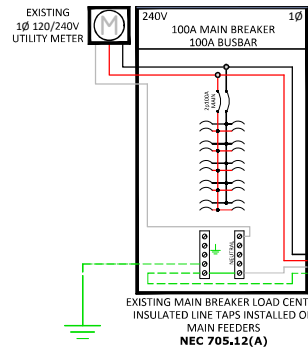 EXISTING
1Ø 120/240V
UTILITY METER
M
240V
1Ø
100A MAIN BREAKER
100A BUSBAR
2p100A
MAIN
NEUTRAL
EXISTING MAIN BREAKER LOAD CENT
INSULATED LINE TAPS INSTALLED O
MAIN FEEDERS
NEC 705.12(A)